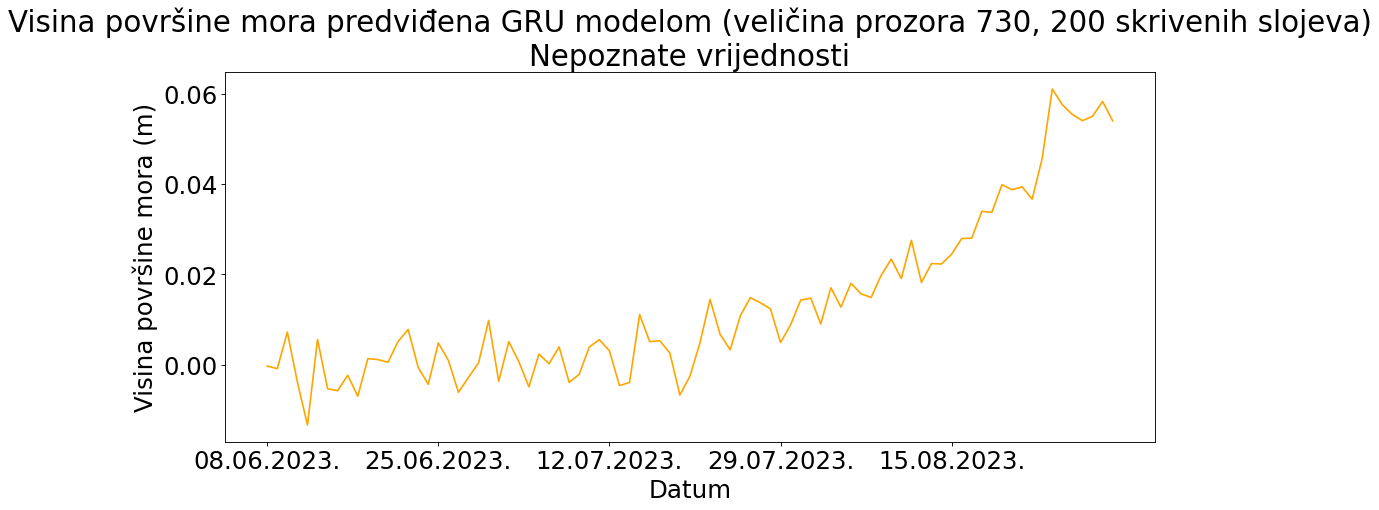 Visina površine mora predviđena GRU modelom (veličina prozora 730, 200 skrivenih slojeva)
Nepoznate vrijednosti
Visina površine mora (m)
0.06
0.04
0.02
0.00
08.06.2023. 25.06.2023. 12.07.2023. 29.07.2023. 15.08.2023.
Datum